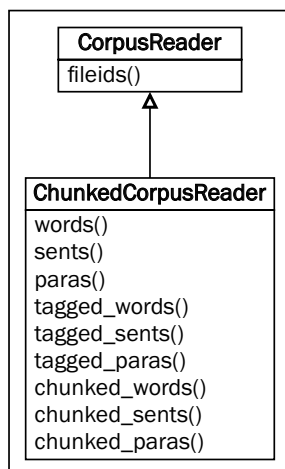 CorpusReader
fileids()
ChunkedCorpusReader
words()
sents()
paras()
tagged_words()
tagged_sents()
tagged_paras()
chunked_words()
chunked_sents()
chunked_paras()